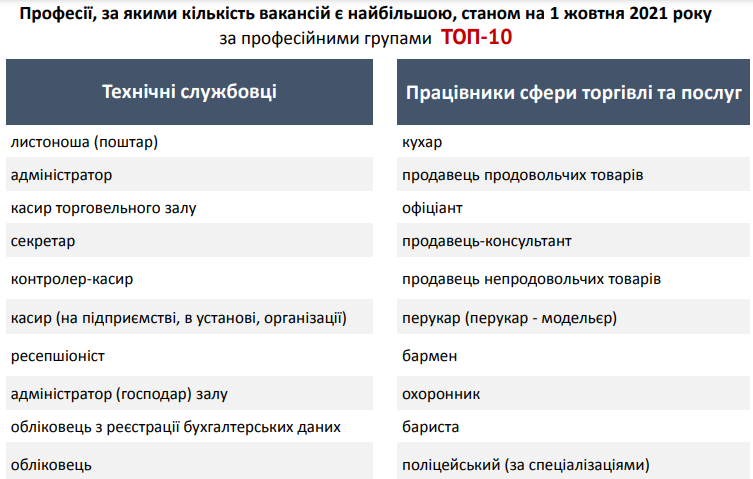 Професії, за якими кількість вакансій є найбільшою, станом на 1 жовтня 2021 року
за професійними групами ТОП-10
Технічні службовці
листоноша (поштар)
адміністратор
касир торговельного залу
секретар
контролер-касир
касир (на підприємстві, в установі, організації)
ресепшіоніст
адміністратор (господар) залу
обліковець з реєстрації бухгалтерських даних
обліковець
Працівники сфери торгівлі та послуг
кухар
продавець продовольчих товарів
офіціант
продавець-консультант
продавець непродовольчих товарів
перукар (перукар - модельєр)
бармен
охоронник
бариста
поліцейський (за спеціалізаціями)